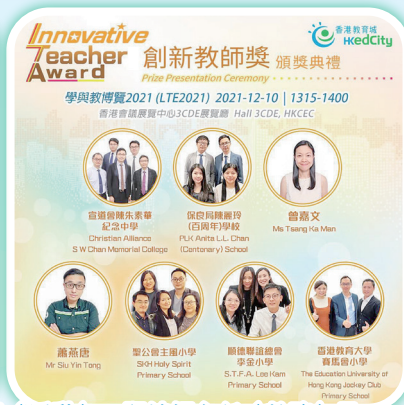 Innovative
Teacher
Award
創新教師獎 頒獎典禮
Prize Presentation Ceremony
香港教育城
HKedCity
學與教博覽2021 (LTE2021) 2021-12-10 | 1315-1400
香港會議展覽中心3CDE展覽廳 Hall 3CDE, HKCEC
宣道會陳朱素華
紀念中學
Christian Alliance
S W Chan Memorial College
保良局陳麗玲
(百周年)學校
PLK Anita L.L. Chan
(Centenary) School
曾嘉文
Ms Tsang Ka Man
蕭燕唐
Mr Siu Yin Tong
聖公會主風小學
SKH Holy Spirit
Primary School
順德聯誼總會
李金小學
S.T.F.A. Lee Kam
Primary School
香港教育大學
賽馬會小學
The Education University of
Hong Kong Jockey Club
Primary School